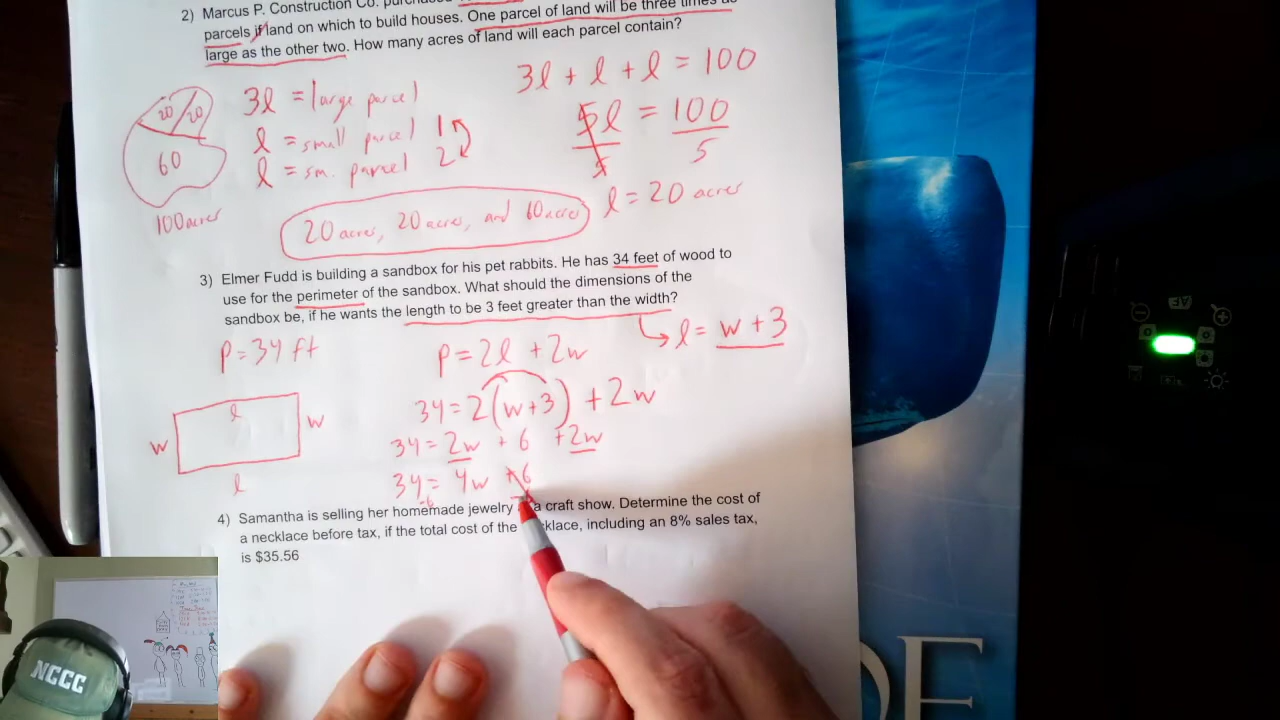 2) Marcus P. Construction Co.
parcels if land on which to build houses. One parcel of land will be three times as
large as the other two. How many acres of land will each parcel contain?
3l + l + l = 100
3l = large parcel
l = small parcel 1
l = sm. parcel 2
20 20
60
100 acres
5l = 100
5 5
l = 20 acres
20 acres, 20 acres, and 60 acres
3) Elmer Fudd is building a sandbox for his pet rabbits. He has 34 feet of wood to
use for the perimeter of the sandbox. What should the dimensions of the
sandbox be, if he wants the length to be 3 feet greater than the width?
l = w + 3
P = 34 ft
P = 2l + 2w
34 = 2(w+3) + 2w
34 = 2w + 6 + 2w
34 = 4w + 6
-6
l
w w
l
4) Samantha is selling her homemade jewelry a craft show. Determine the cost of
a necklace before tax, if the total cost of the including an 8% sales tax,
is $35.56
NCCC
AF
DE